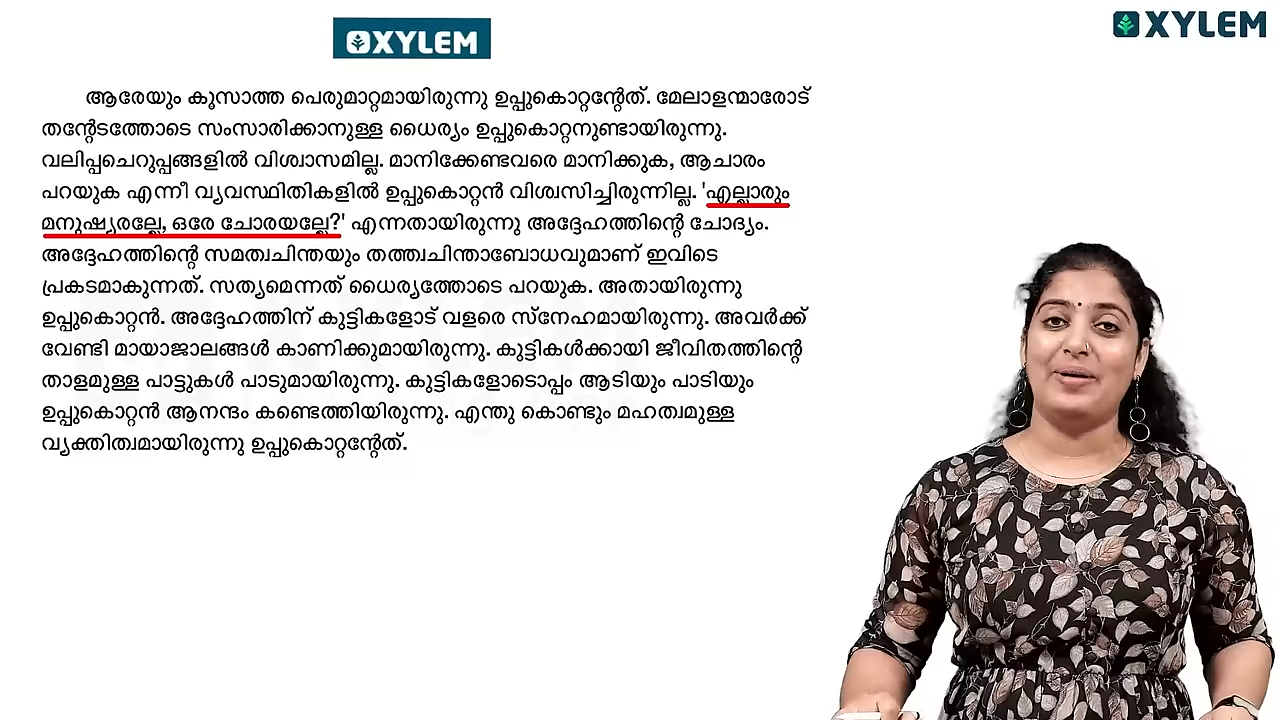 XYLEM
XYLEM
ആരേയും കൂസാത്ത പെരുമാറ്റമായിരുന്നു ഉപ്പുകൊറ്റന്റേത്. മേലാളന്മാരോട്
തന്റേടത്തോടെ സംസാരിക്കാനുള്ള ധൈര്യം ഉപ്പുകൊറ്റനുണ്ടായിരുന്നു.
വലിപ്പചെറുപ്പങ്ങളിൽ വിശ്വാസമില്ല. മാനിക്കേണ്ടവരെ മാനിക്കുക, ആചാരം
പറയുക എന്നീ വ്യവസ്ഥിതികളിൽ ഉപ്പുകൊറ്റൻ വിശ്വസിച്ചിരുന്നില്ല. 'എല്ലാരും
മനുഷ്യരല്ലേ, ഒരേ ചോരയല്ലേ?' എന്നതായിരുന്നു അദ്ദേഹത്തിന്റെ ചോദ്യം.
അദ്ദേഹത്തിന്റെ സമത്വചിന്തയും തത്ത്വചിന്താബോധവുമാണ് ഇവിടെ
പ്രകടമാകുന്നത്. സത്യമെന്നത് ധൈര്യത്തോടെ പറയുക. അതായിരുന്നു
ഉപ്പുകൊറ്റൻ. അദ്ദേഹത്തിന് കുട്ടികളോട് വളരെ സ്നേഹമായിരുന്നു. അവർക്ക്
വേണ്ടി മായാജാലങ്ങൾ കാണിക്കുമായിരുന്നു. കുട്ടികൾക്കായി ജീവിതത്തിന്റെ
താളമുള്ള പാട്ടുകൾ പാടുമായിരുന്നു. കുട്ടികളോടൊപ്പം ആടിയും പാടിയും
ഉപ്പുകൊറ്റൻ ആനന്ദം കണ്ടെത്തിയിരുന്നു. എന്തു കൊണ്ടും മഹത്വമുള്ള
വ്യക്തിത്വമായിരുന്നു ഉപ്പുകൊറ്റന്റേത്.